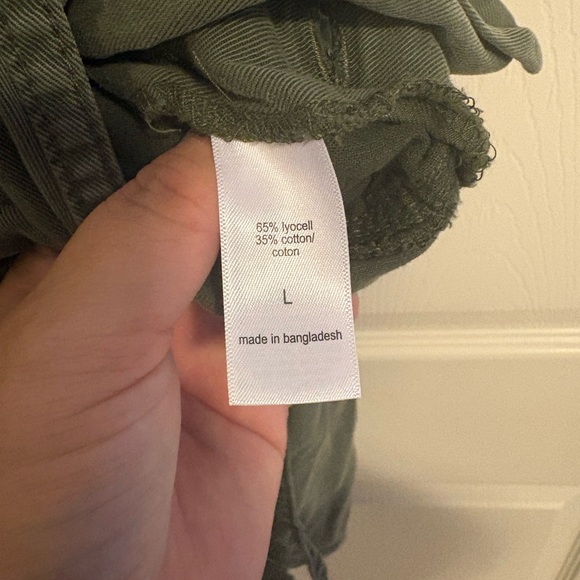 65% lyocell
35% cotton/
coton
L
made in bangladesh